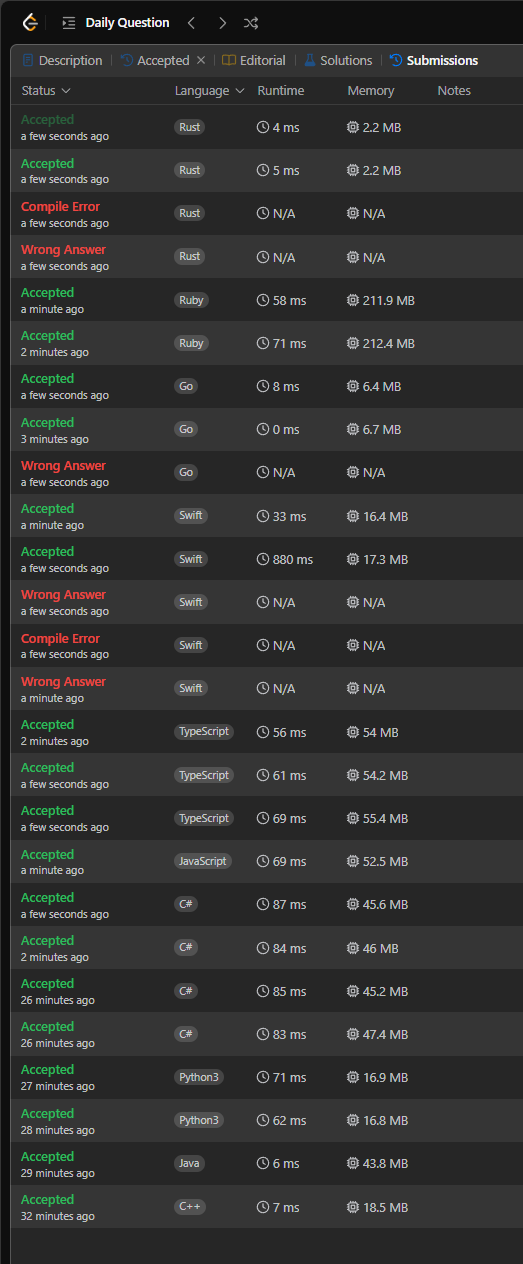 Daily Question
Description Accepted Editorial Solutions Submissions
Status Language Runtime Memory Notes
Accepted
a few seconds ago
Rust 4 ms 2.2 MB
Accepted
a few seconds ago
Rust 5 ms 2.2 MB
Compile Error
a few seconds ago
Rust N/A N/A
Wrong Answer
a few seconds ago
Rust N/A N/A
Accepted
a minute ago
Ruby 58 ms 211.9 MB
Accepted
2 minutes ago
Ruby 71 ms 212.4 MB
Accepted
a few seconds ago
Go 8 ms 6.4 MB
Accepted
3 minutes ago
Go 0 ms 6.7 MB
Wrong Answer
a few seconds ago
Go N/A N/A
Accepted
a minute ago
Swift 33 ms 16.4 MB
Accepted
a few seconds ago
Swift 880 ms 17.3 MB
Wrong Answer
a few seconds ago
Swift N/A N/A
Compile Error
a few seconds ago
Swift N/A N/A
Wrong Answer
a minute ago
Swift N/A N/A
Accepted
2 minutes ago
TypeScript 56 ms 54 MB
Accepted
a few seconds ago
TypeScript 61 ms 54.2 MB
Accepted
a few seconds ago
TypeScript 69 ms 55.4 MB
Accepted
a minute ago
JavaScript 69 ms 52.5 MB
Accepted
a few seconds ago
C# 87 ms 45.6 MB
Accepted
2 minutes ago
C# 84 ms 46 MB
Accepted
26 minutes ago
C# 85 ms 45.2 MB
Accepted
26 minutes ago
C# 83 ms 47.4 MB
Accepted
27 minutes ago
Python3 71 ms 16.9 MB
Accepted
28 minutes ago
Python3 62 ms 16.8 MB
Accepted
29 minutes ago
Java 6 ms 43.8 MB
Accepted
32 minutes ago
C++ 7 ms 18.5 MB